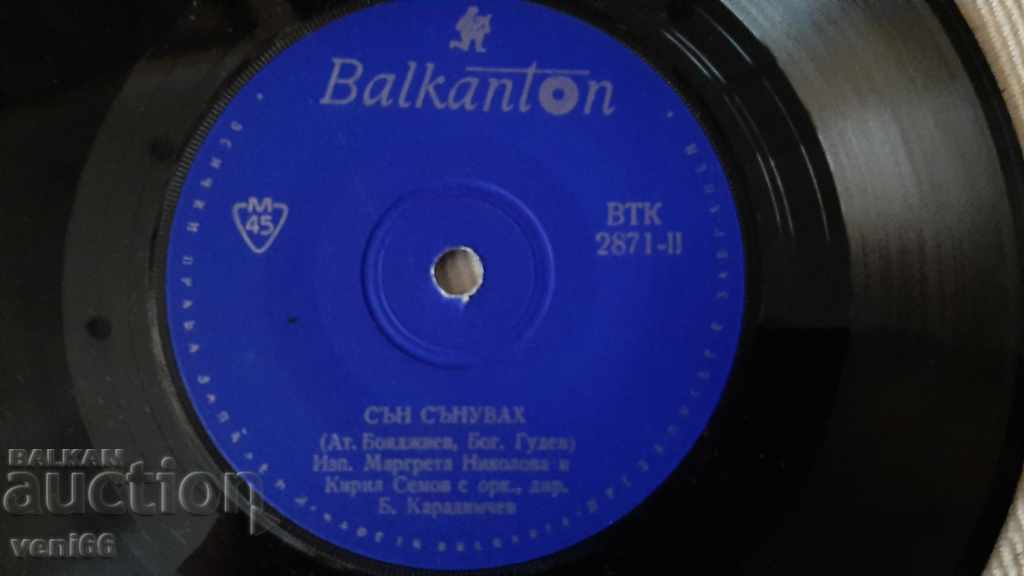 Balkanton
М
45
ВТК
2871-II
СЪН СЪНУВАХ
(Ат. Бояджиев, Бог. Гудев)
Изп. Маргрета Николова и
Кирил Семов с орк., дир.
Б. Карадимчев
BALKAN
auction
veni66